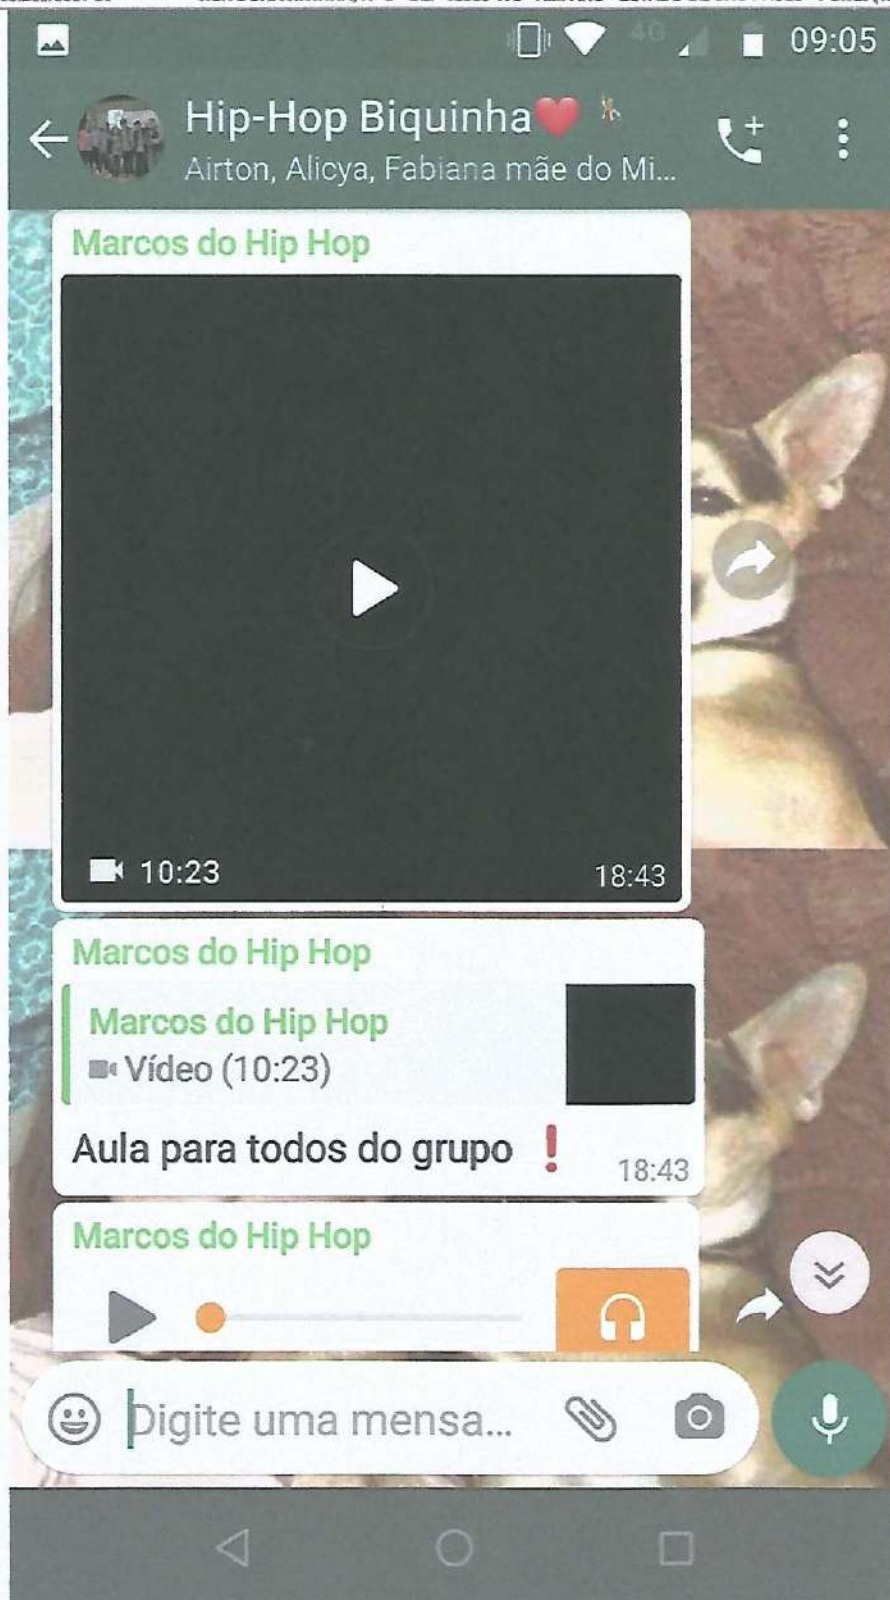 4G 09:05
Hip-Hop Biquinha❤️
Airton, Alicya, Fabiana mãe do Mi...
Marcos do Hip Hop
10:23 18:43
Marcos do Hip Hop
Marcos do Hip Hop
Vídeo (10:23)
Aula para todos do grupo ❗
18:43
Marcos do Hip Hop
Digite uma mensa...